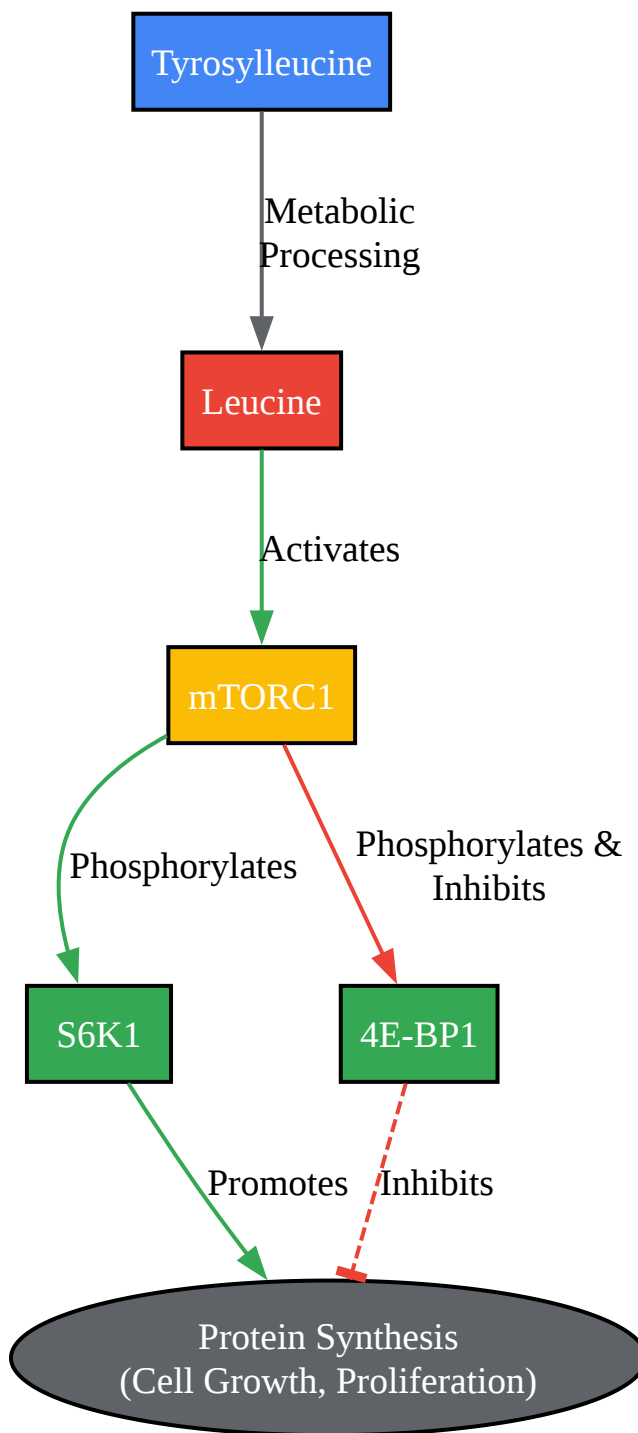 Tyrosylleucine
Metabolic
Processing
Leucine
Activates
mTORC1
Phosphorylates
Phosphorylates &
Inhibits
S6K1
4E-BP1
Promotes
Inhibits
Protein Synthesis
(Cell Growth, Proliferation)